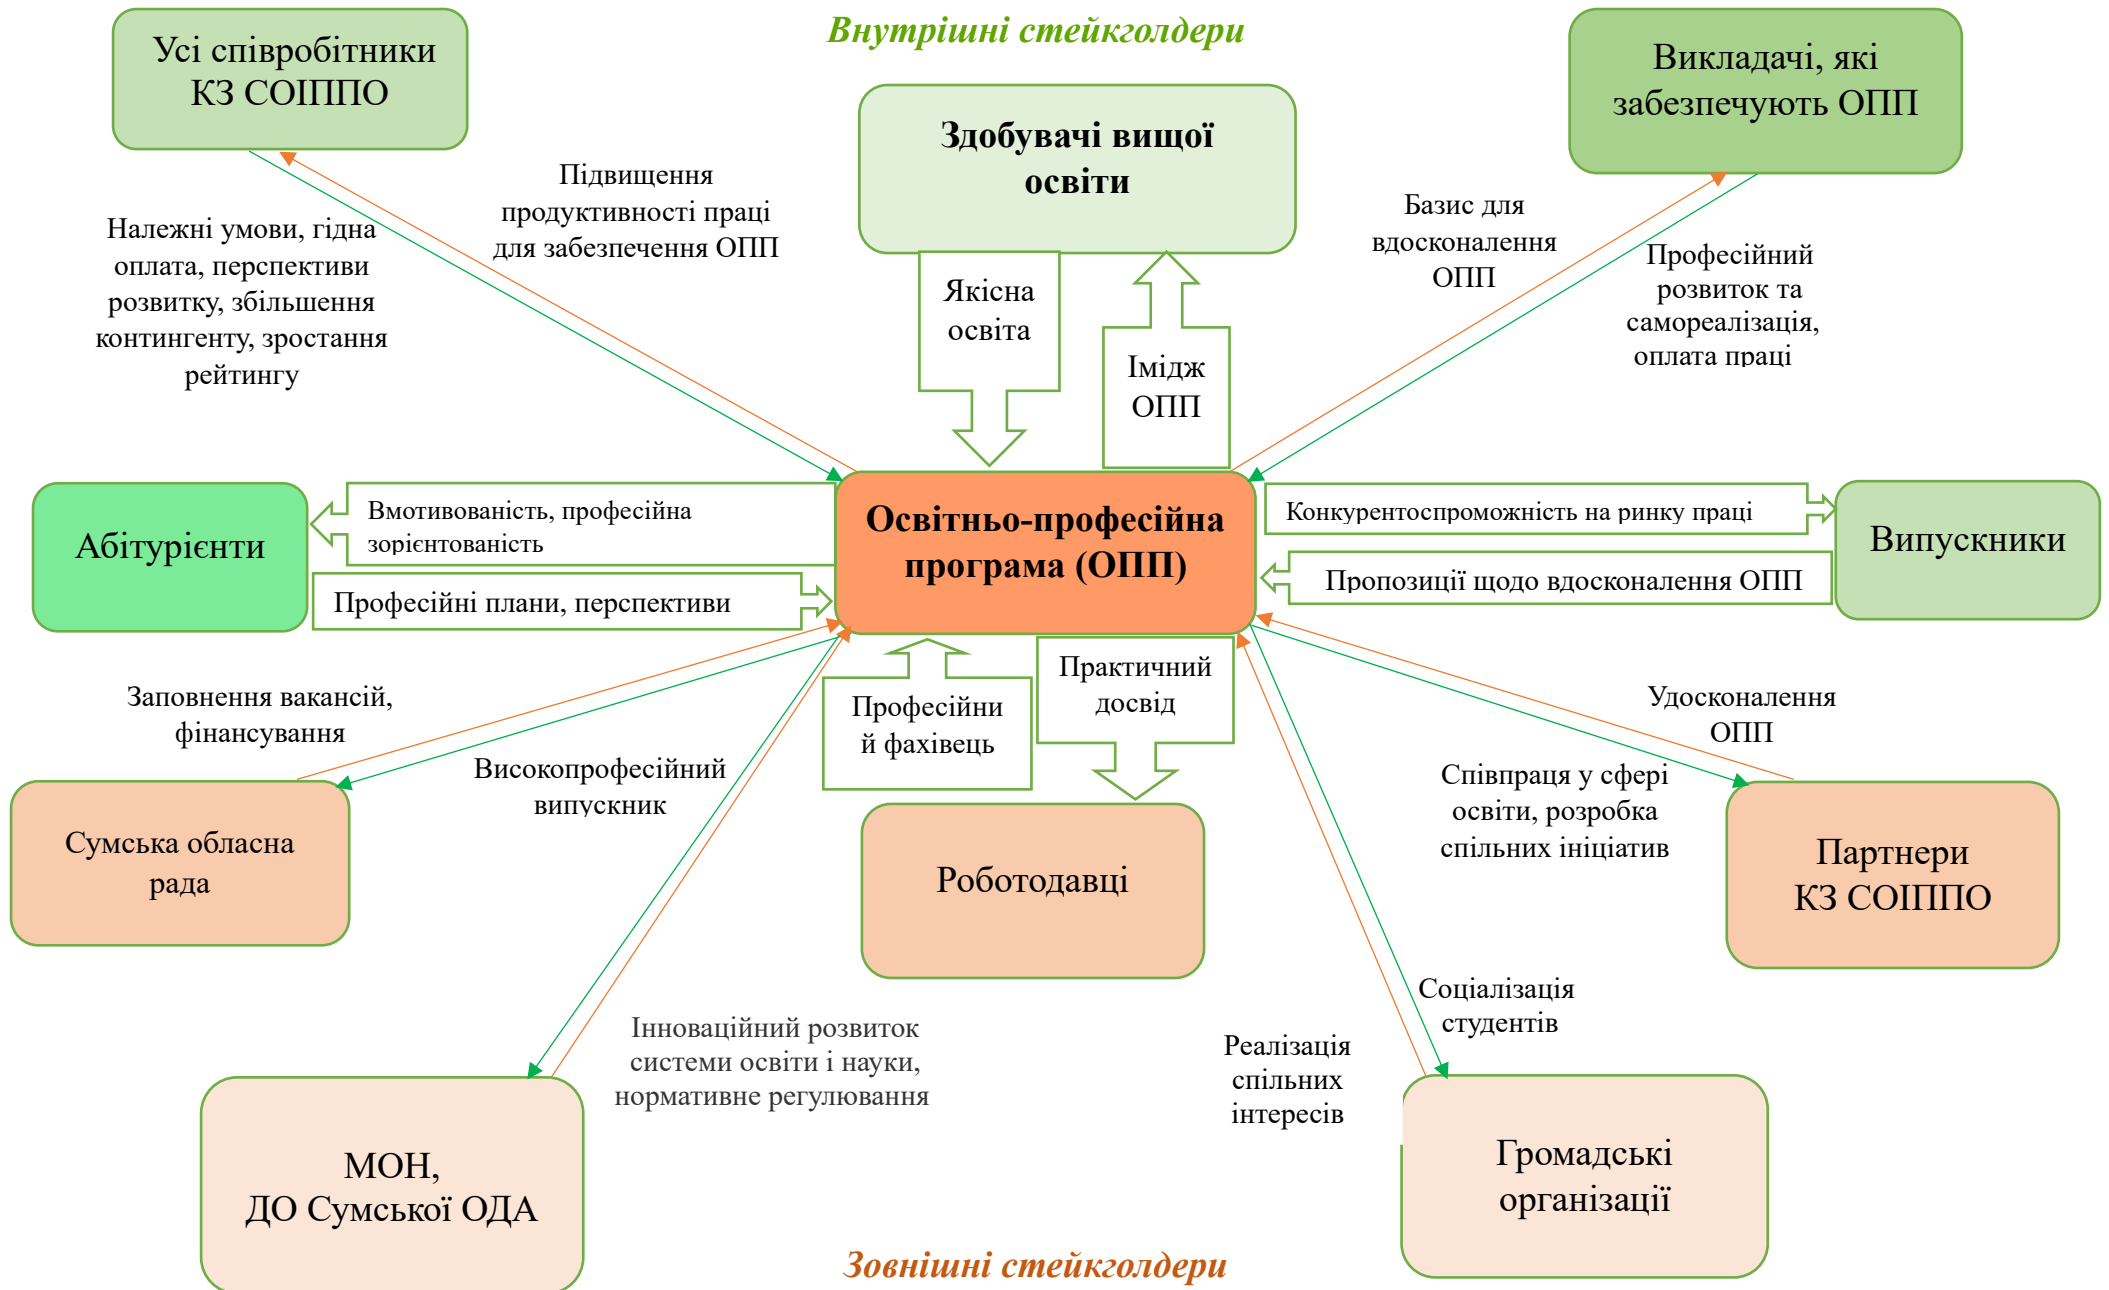 Внутрішні стейкголдери
Усі співробітники
КЗ СОІППО
Здобувачі вищої
освіти
Викладачі, які
забезпечують ОПП
Належні умови, гідна
оплата, перспективи
розвитку, збільшення
контингенту, зростання
рейтингу
Підвищення
продуктивності праці
для забезпечення ОПП
Якісна
освіта
Імідж
ОПП
Базис для
вдосконалення
ОПП
Професійний
розвиток та
самореалізація,
оплата праці
Абітурієнти
Вмотивованість, професійна
зорієнтованість
Професійні плани, перспективи
Освітньо-професійна
програма (ОПП)
Конкурентоспроможність на ринку праці
Пропозиції щодо вдосконалення ОПП
Випускники
Заповнення вакансій,
фінансування
Високопрофесійний
випускник
Професійни
й фахівець
Практичний
досвід
Удосконалення
ОПП
Співпраця у сфері
освіти, розробка
спільних ініціатив
Сумська обласна
рада
Роботодавці
Партнери
КЗ СОІППО
Інноваційний розвиток
системи освіти і науки,
нормативне регулювання
Реалізація
спільних
інтересів
Соціалізація
студентів
МОН,
ДО Сумської ОДА
Громадські
організації
Зовнішні стейкголдери